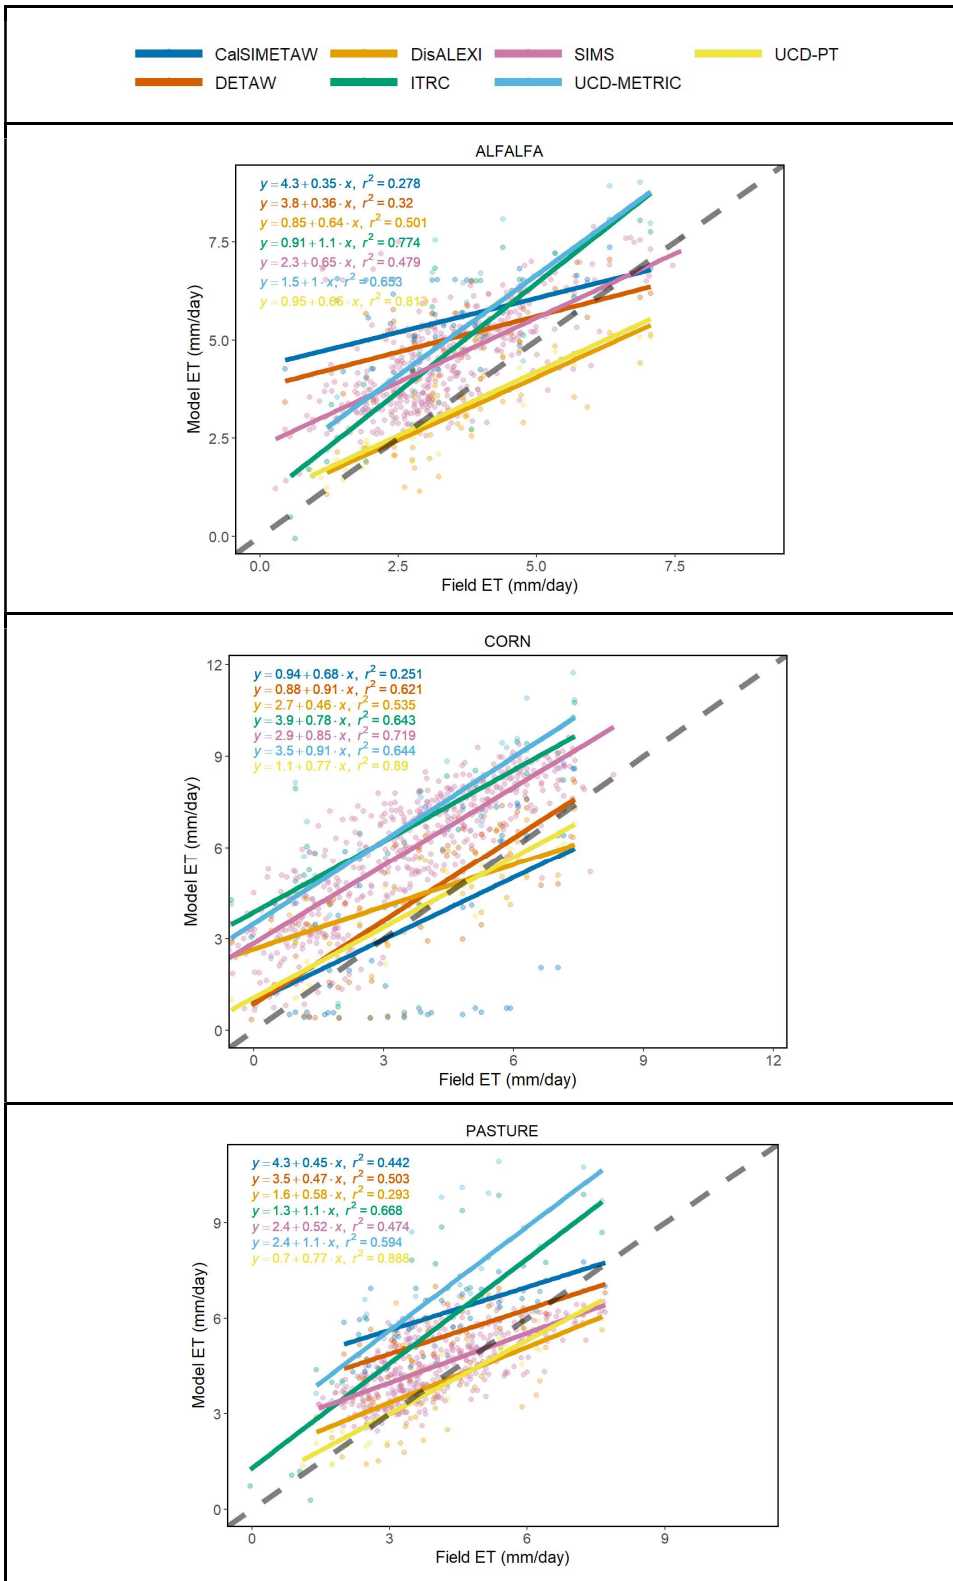 CalSIMETAW DisALEXI SIMS UCD-PT
DETAW ITRC UCD-METRIC
ALFALFA
y = 4.3 + 0.35 · x, r² = 0.278
y = 3.8 + 0.36 · x, r² = 0.32
y = 0.85 + 0.64 · x, r² = 0.501
y = 0.91 + 1.1 · x, r² = 0.774
y = 2.3 + 0.65 · x, r² = 0.479
y = 1.5 + 1 · x, r² = 0.653
y = 0.95 + 0.66 · x, r² = 0.812
7.5
5.0
2.5
0.0
Model ET (mm/day)
0.0 2.5 5.0 7.5
Field ET (mm/day)
CORN
y = 0.94 + 0.68 · x, r² = 0.251
y = 0.88 + 0.91 · x, r² = 0.621
y = 2.7 + 0.46 · x, r² = 0.535
y = 3.9 + 0.78 · x, r² = 0.643
y = 2.9 + 0.85 · x, r² = 0.719
y = 3.5 + 0.91 · x, r² = 0.644
y = 1.1 + 0.77 · x, r² = 0.89
12
9
6
3
0
Model ET (mm/day)
0 3 6 9 12
Field ET (mm/day)
PASTURE
y = 4.3 + 0.45 · x, r² = 0.442
y = 3.5 + 0.47 · x, r² = 0.503
y = 1.6 + 0.58 · x, r² = 0.293
y = 1.3 + 1.1 · x, r² = 0.668
y = 2.4 + 0.52 · x, r² = 0.474
y = 2.4 + 1.1 · x, r² = 0.594
y = 0.7 + 0.77 · x, r² = 0.888
9
6
3
0
Model ET (mm/day)
0 3 6 9
Field ET (mm/day)